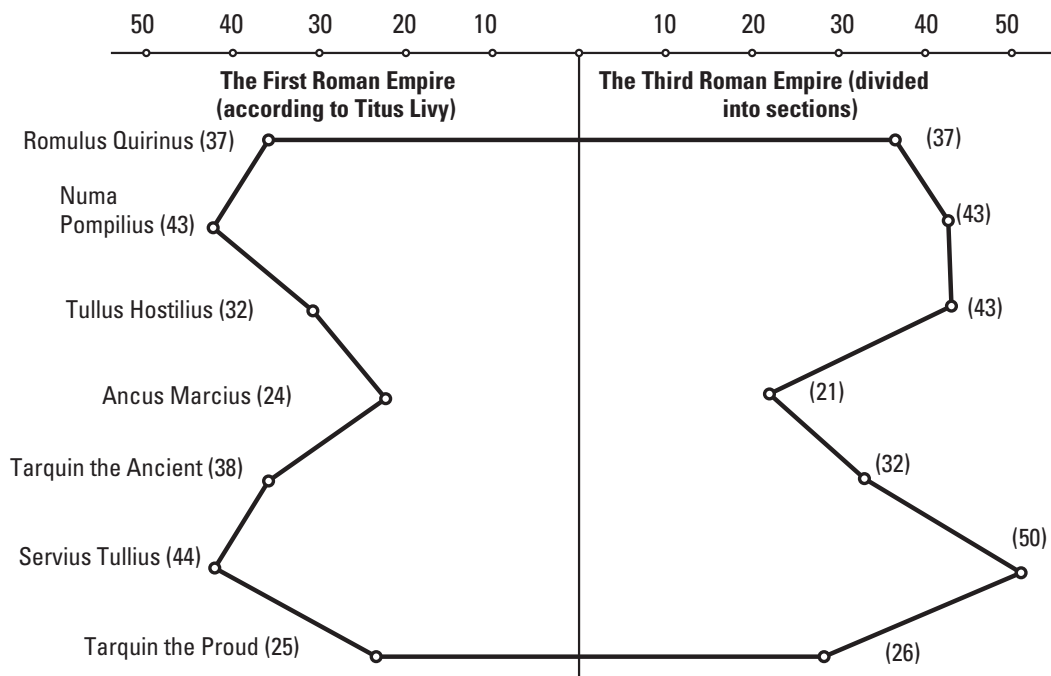 50 40 30 20 10 10 20 30 40 50
The First Roman Empire
(according to Titus Livy)
The Third Roman Empire (divided
into sections)
Romulus Quirinus (37)
(37)
Numa
Pompilius (43)
(43)
Tullus Hostilius (32)
(43)
Ancus Marcius (24)
(21)
Tarquin the Ancient (38)
(32)
Servius Tullius (44)
(50)
Tarquin the Proud (25)
(26)